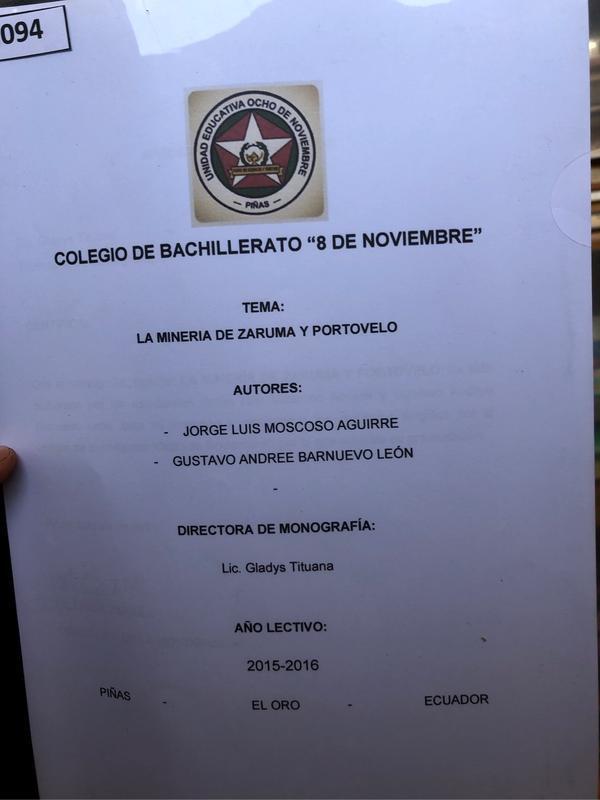 094
UNIDAD EDUCATIVA OCHO DE NOVIEMBRE
— PIÑAS —
COLEGIO DE BACHILLERATO “8 DE NOVIEMBRE”
TEMA:
LA MINERIA DE ZARUMA Y PORTOVELO
AUTORES:
- JORGE LUIS MOSCOSO AGUIRRE
- GUSTAVO ANDREE BARNUEVO LEÓN
-
DIRECTORA DE MONOGRAFÍA:
Lic. Gladys Tituana
AÑO LECTIVO:
2015-2016
PIÑAS - EL ORO - ECUADOR